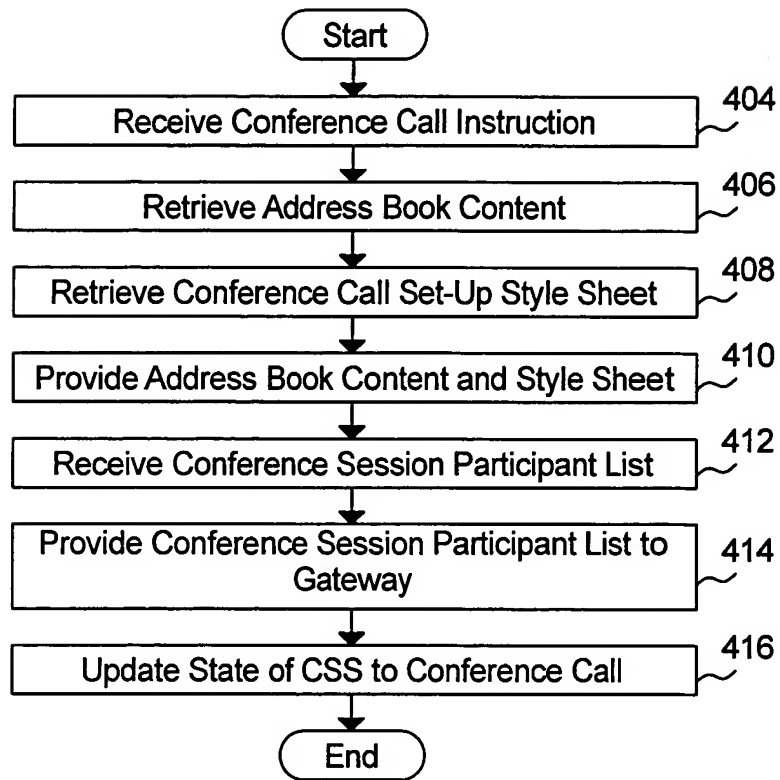 Start
404
Receive Conference Call Instruction
406
Retrieve Address Book Content
408
Retrieve Conference Call Set-Up Style Sheet
410
Provide Address Book Content and Style Sheet
412
Receive Conference Session Participant List
Provide Conference Session Participant List to
Gateway
414
416
Update State of CSS to Conference Call
End